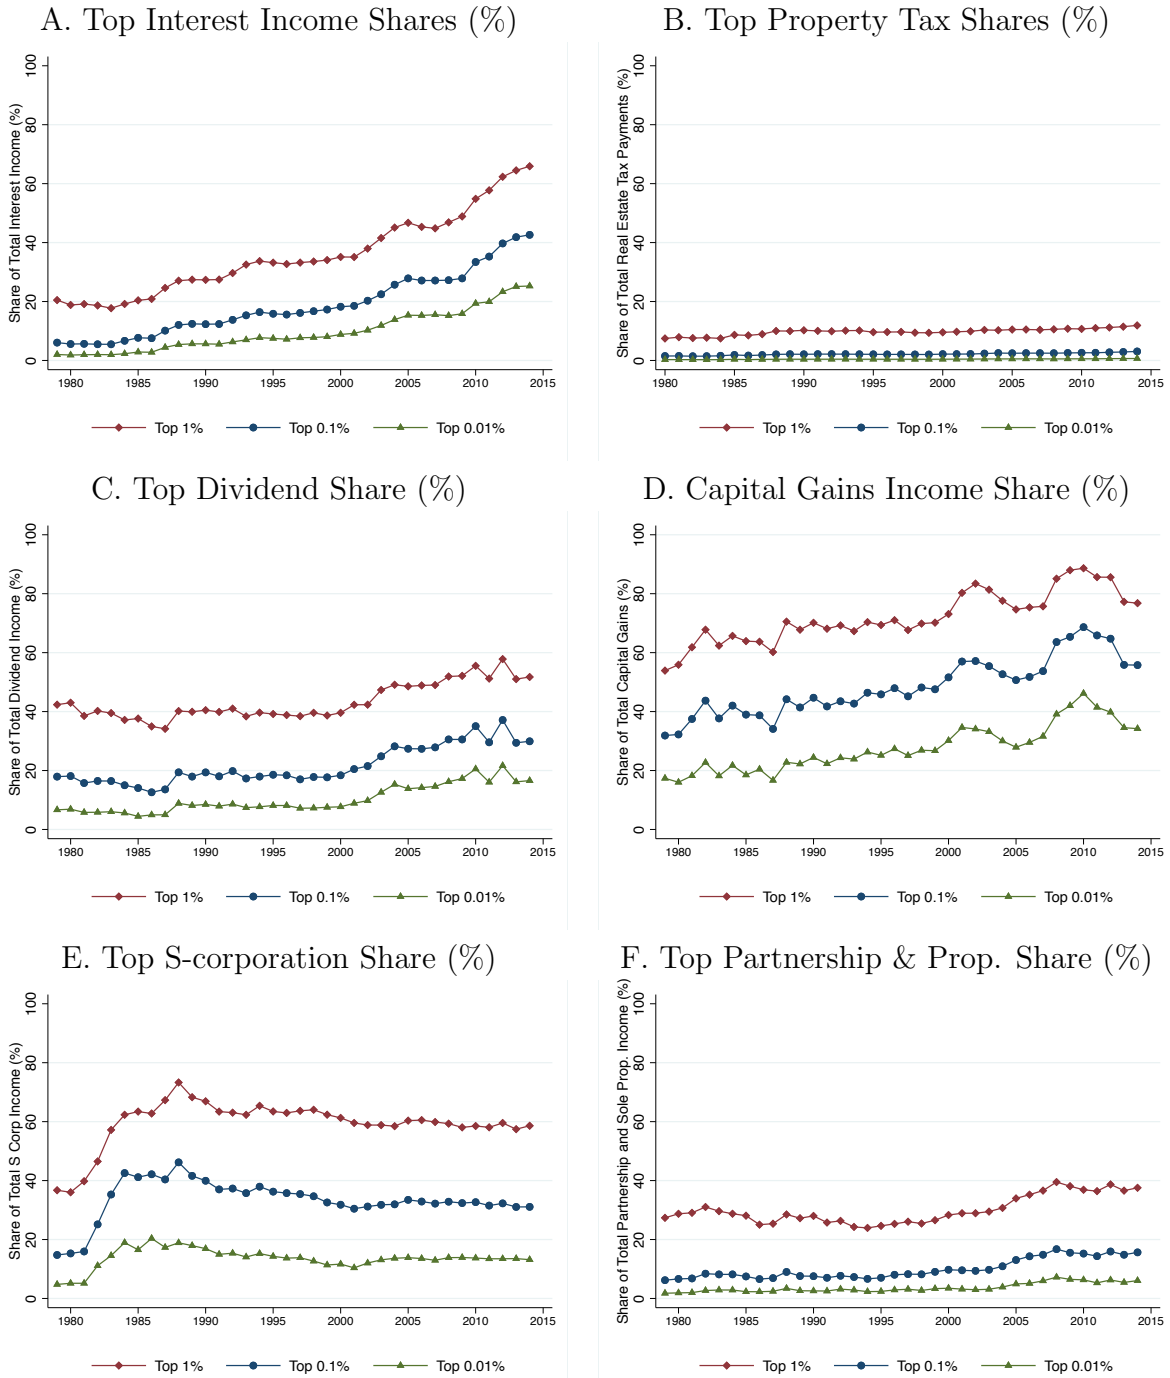 A. Top Interest Income Shares (%)
Share of Total Interest Income (%)
100
80
60
40
20
0
1980 1985 1990 1995 2000 2005 2010 2015
Top 1% Top 0.1% Top 0.01%
B. Top Property Tax Shares (%)
Share of Total Real Estate Tax Payments (%)
100
80
60
40
20
0
1980 1985 1990 1995 2000 2005 2010 2015
Top 1% Top 0.1% Top 0.01%
C. Top Dividend Share (%)
Share of Total Dividend Income (%)
100
80
60
40
20
0
1980 1985 1990 1995 2000 2005 2010 2015
Top 1% Top 0.1% Top 0.01%
D. Capital Gains Income Share (%)
Share of Total Capital Gains (%)
100
80
60
40
20
0
1980 1985 1990 1995 2000 2005 2010 2015
Top 1% Top 0.1% Top 0.01%
E. Top S-corporation Share (%)
Share of Total S Corp Income (%)
100
80
60
40
20
0
1980 1985 1990 1995 2000 2005 2010 2015
Top 1% Top 0.1% Top 0.01%
F. Top Partnership & Prop. Share (%)
Share of Total Partnership and Sole Prop. Income (%)
100
80
60
40
20
0
1980 1985 1990 1995 2000 2005 2010 2015
Top 1% Top 0.1% Top 0.01%